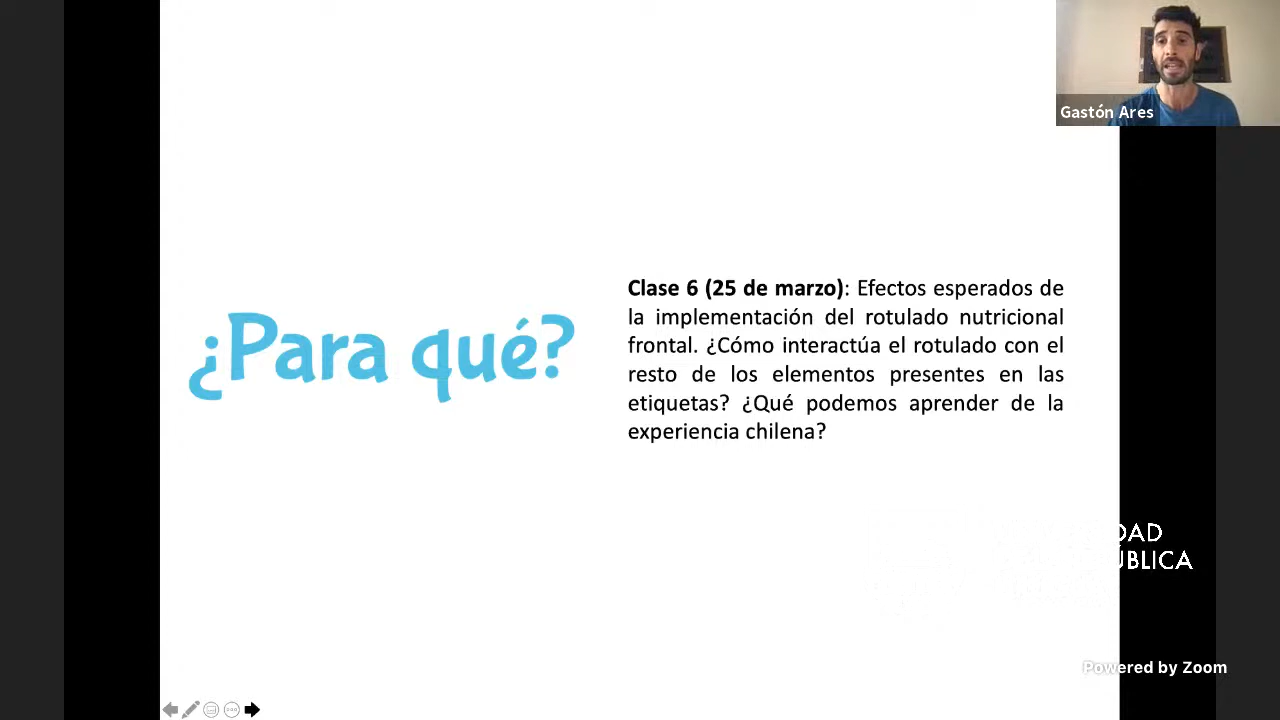 Gastón Ares
¿Para qué?
Clase 6 (25 de marzo): Efectos esperados de
la implementación del rotulado nutricional
frontal. ¿Cómo interactúa el rotulado con el
resto de los elementos presentes en las
etiquetas? ¿Qué podemos aprender de la
experiencia chilena?
DAD
ÚBLICA
Powered by Zoom